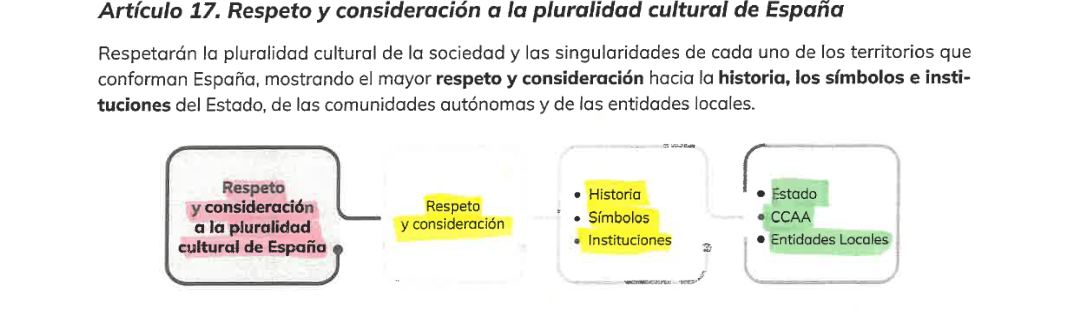 Artículo 17. Respeto y consideración a la pluralidad cultural de España
Respetarán la pluralidad cultural de la sociedad y las singularidades de cada uno de los territorios que
conforman España, mostrando el mayor respeto y consideración hacia la historia, los símbolos e insti-
tuciones del Estado, de las comunidades autónomas y de las entidades locales.
Respeto
y consideración
a la pluralidad
cultural de España
Respeto
y consideración
• Historia
• Símbolos
• Instituciones
• Estado
• CCAA
• Entidades Locales